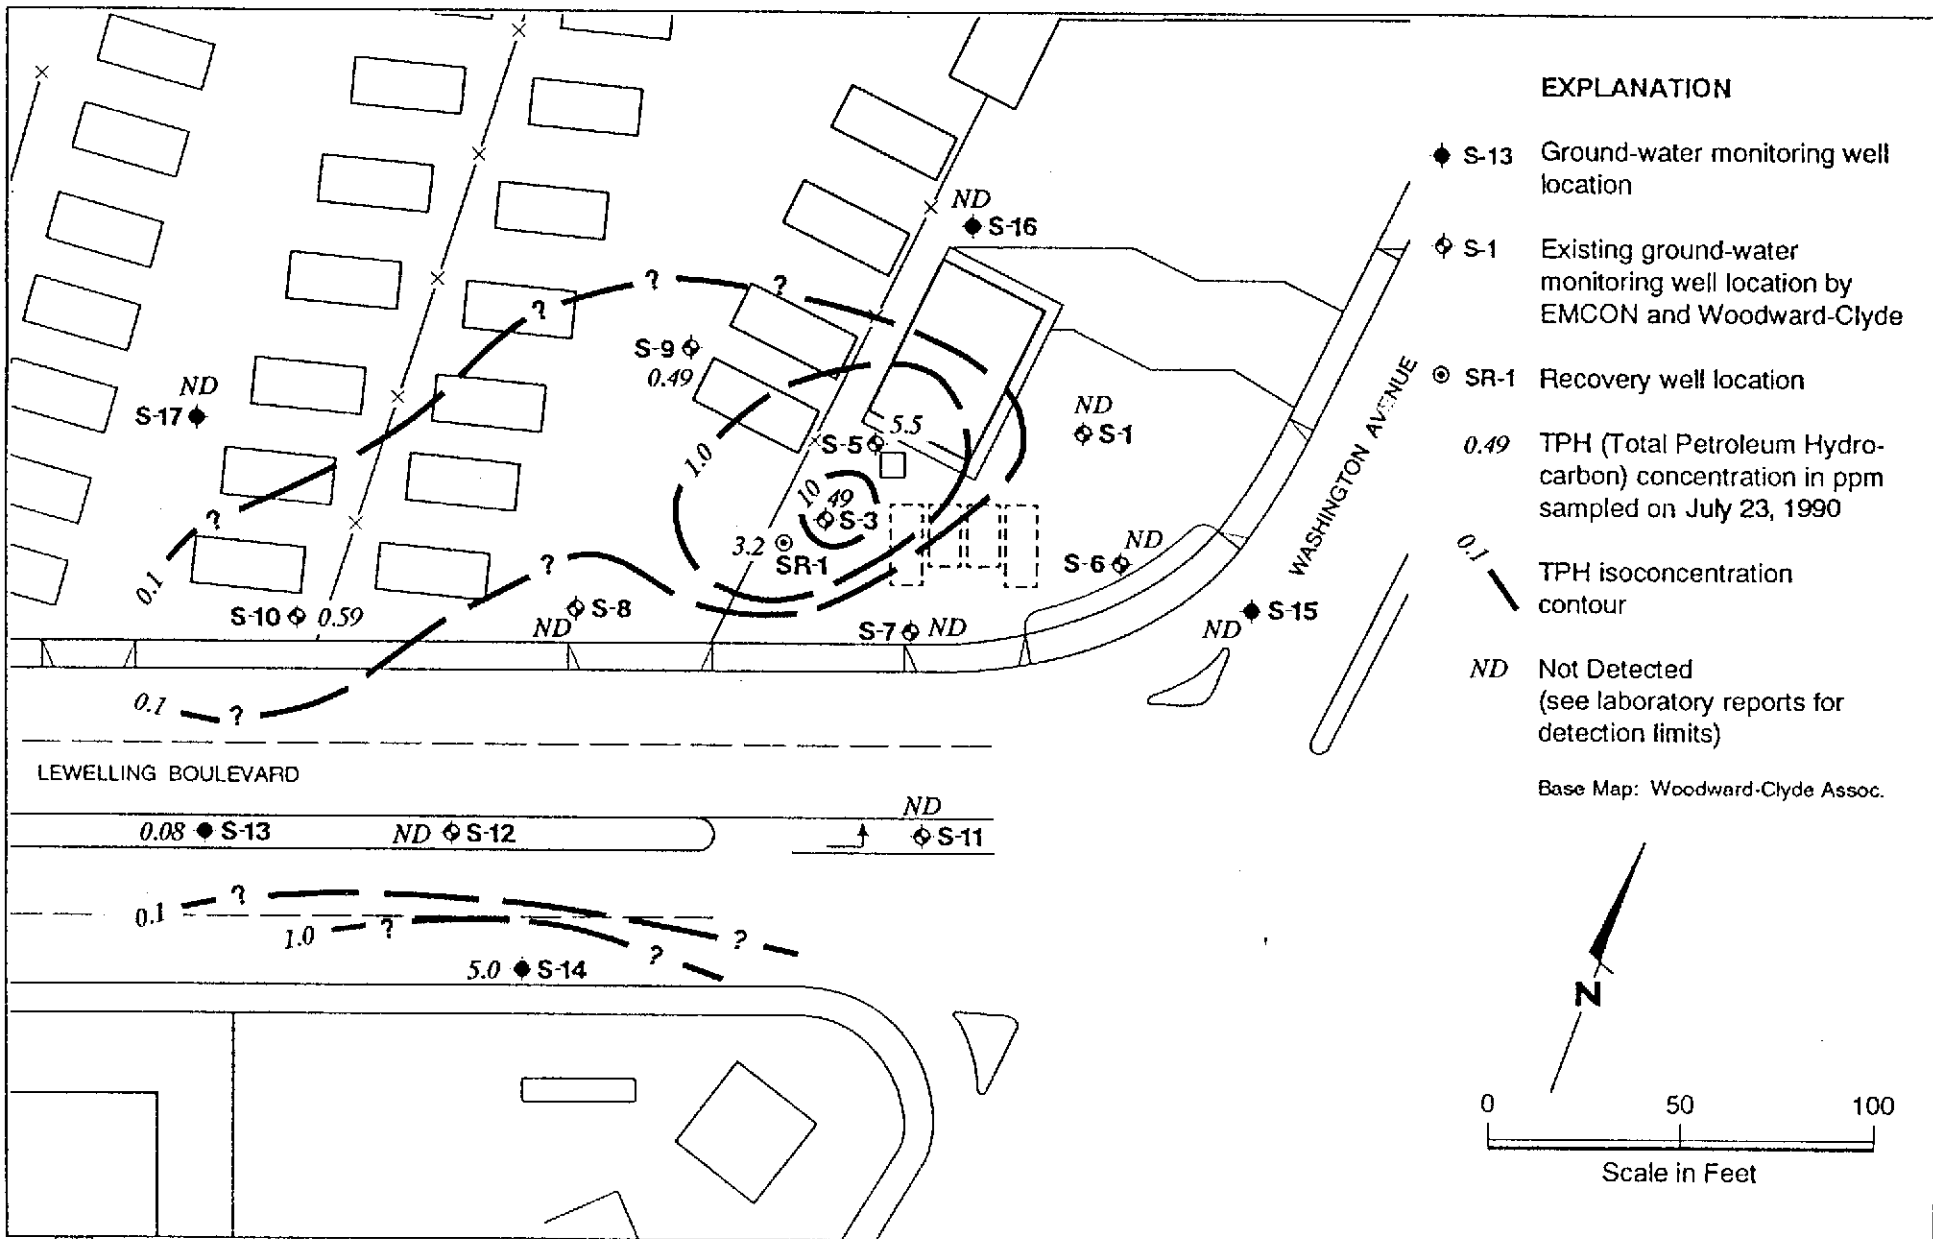 EXPLANATION
S-13 Ground-water monitoring well
location
S-1 Existing ground-water
monitoring well location by
EMCON and Woodward-Clyde
SR-1 Recovery well location
0.49 TPH (Total Petroleum Hydro-
carbon) concentration in ppm
sampled on July 23, 1990
0.1 TPH isoconcentration
contour
ND Not Detected
(see laboratory reports for
detection limits)
Base Map: Woodward-Clyde Assoc.
N
0 50 100
Scale in Feet
WASHINGTON AVENUE
LEWELLING BOULEVARD
ND
S-16
? ? ?
S-9
0.49
ND
S-17
ND
S-1
5.5
S-5
1.0
10
49
S-3
3.2
SR-1
?
0.1
?
S-10 0.59
S-8
ND
S-7 ND
ND
S-6
S-15
ND
0.1 ?
ND
0.08 S-13
ND S-12
S-11
0.1 ?
1.0 ?
? ?
5.0 S-14